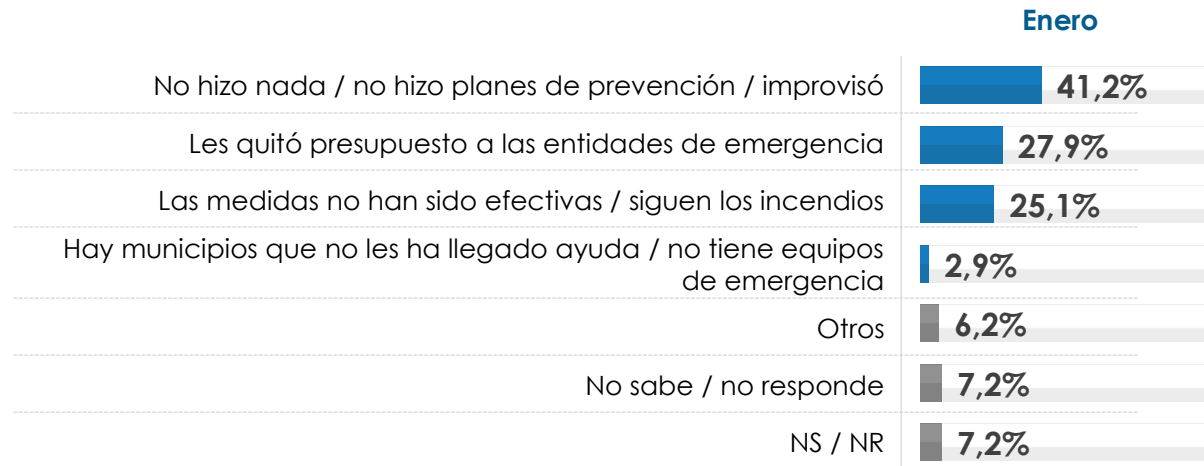 Enero
No hizo nada / no hizo planes de prevención / improvisó
41,2%
Les quitó presupuesto a las entidades de emergencia
27,9%
Las medidas no han sido efectivas / siguen los incendios
25,1%
Hay municipios que no les ha llegado ayuda / no tiene equipos
de emergencia
2,9%
Otros
6,2%
No sabe / no responde
7,2%
NS / NR
7,2%